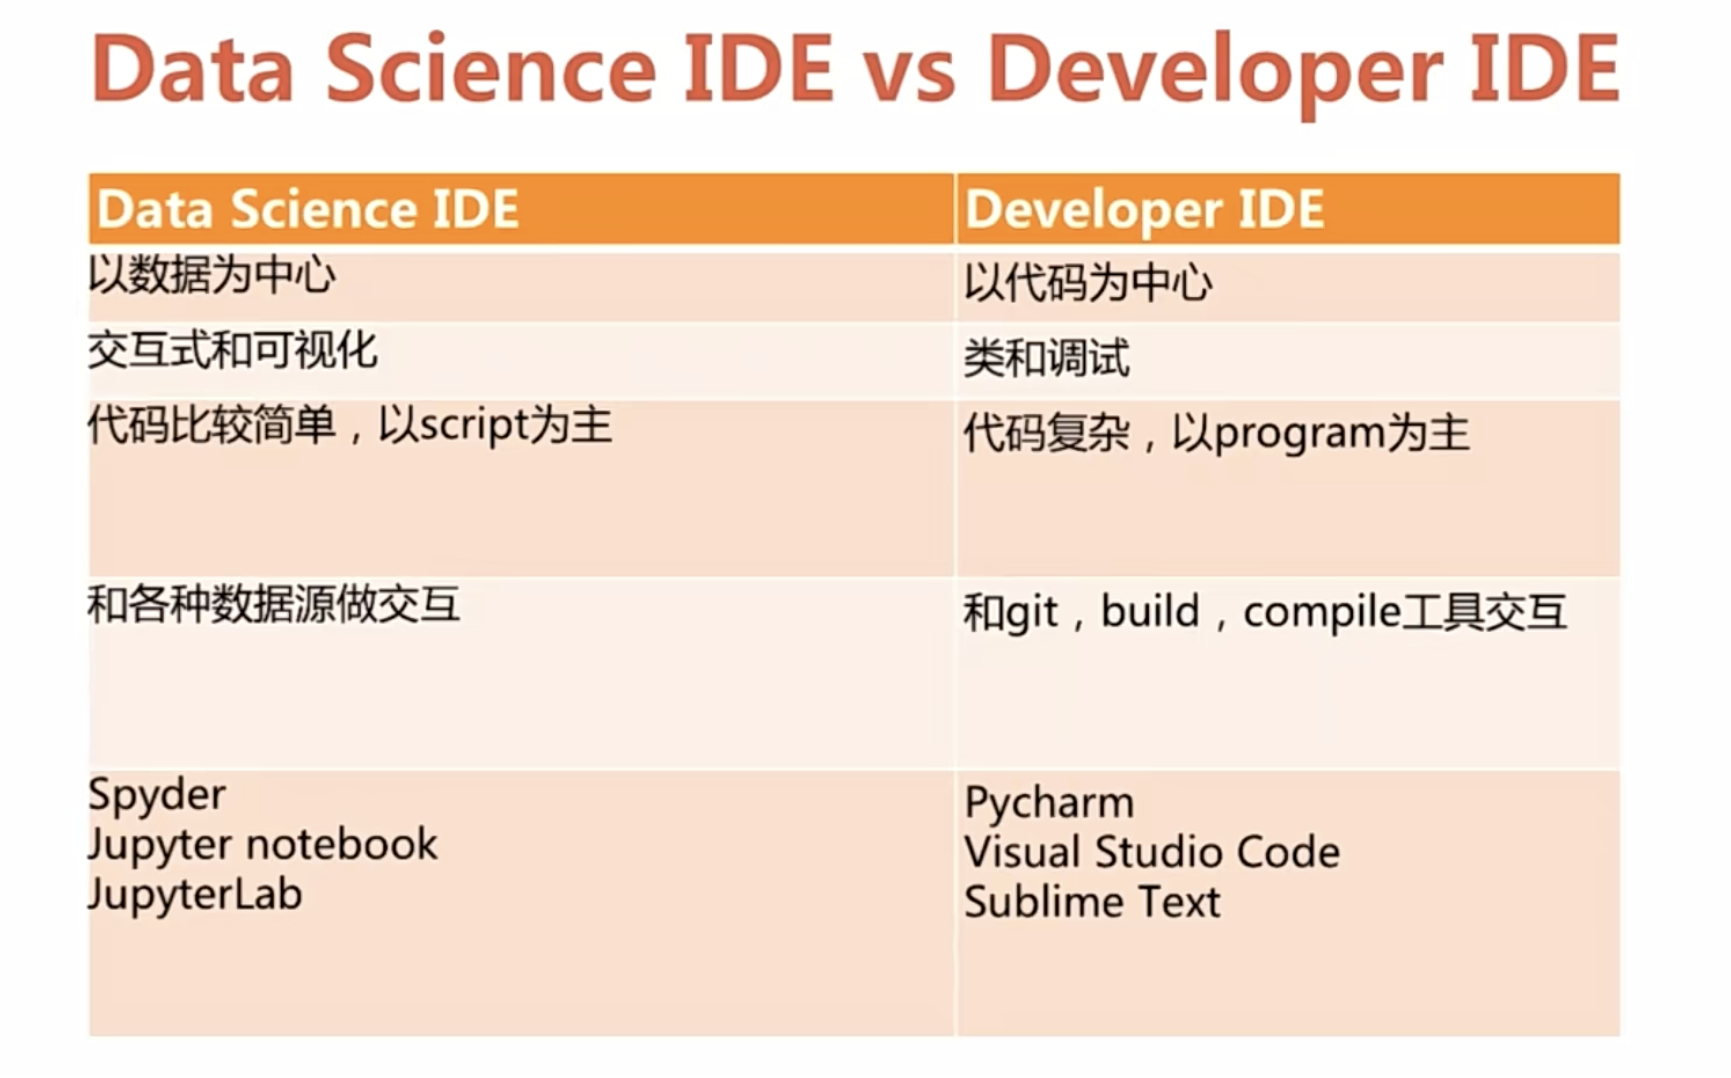 Data Science IDE vs Developer IDE
Data Science IDE
Developer IDE
以数据为中心
以代码为中心
交互式和可视化
类和调试
代码比较简单，以script为主
代码复杂，以program为主
和各种数据源做交互
和git，build，compile工具交互
Spyder
Jupyter notebook
JupyterLab
Pycharm
Visual Studio Code
Sublime Text